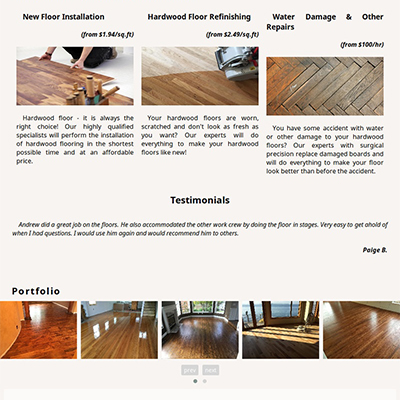 New Floor Installation
(from $1.94/sq.ft)
Hardwood floor - it is always the
right choice! Our highly qualified
specialists will perform the installation
of hardwood flooring in the shortest
possible time and at an affordable
price.
Hardwood Floor Refinishing
(from $2.49/sq.ft)
Your hardwood floors are worn,
scratched and don't look as fresh as
you want? Our experts will do
everything to make your hardwood
floors like new!
Water Damage & Other
Repairs
(from $100/hr)
You have some accident with water
or other damage to your hardwood
floors? Our experts with surgical
precision replace damaged boards and
will do everything to make your floor
look better than before the accident.
Testimonials
Andrew did a great job on the floors. He also accommodated the other work crew by doing the floor in stages. Very easy to get ahold of
when I had questions. I would use him again and would recommend him to others.
Paige B.
Portfolio
prev next